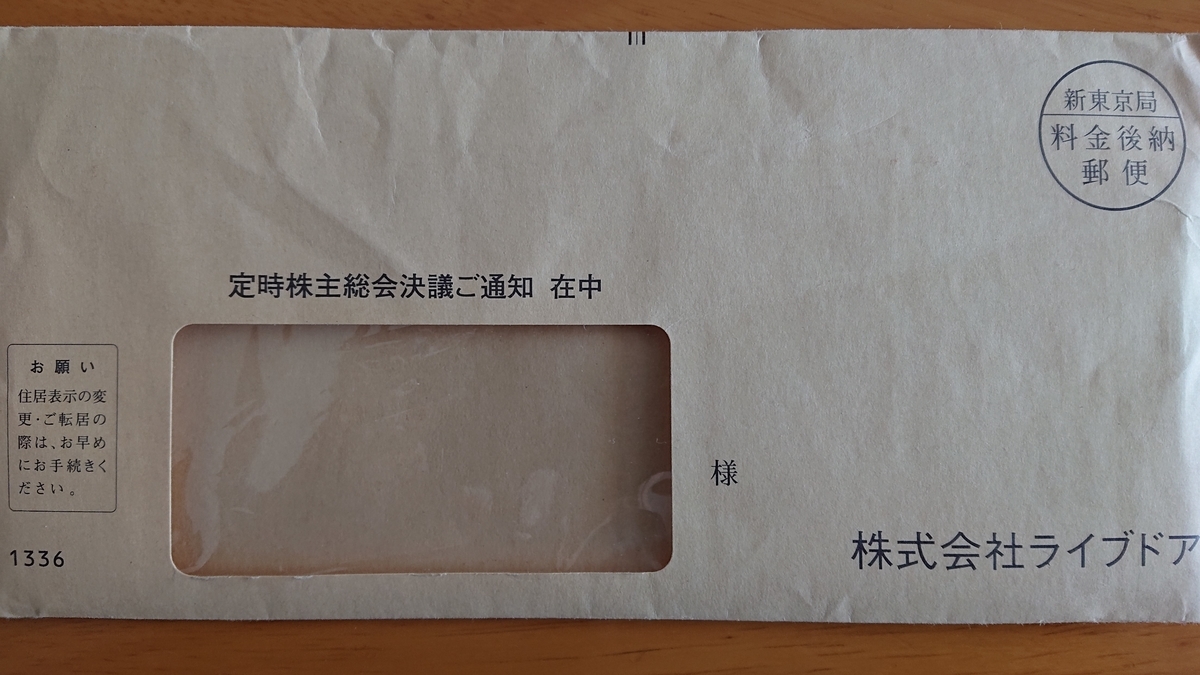 新東京局
料金後納
郵便
定時株主総会決議ご通知 在中
お願い
住居表示の変
更・ご転居の
際は、お早め
にお手続きく
ださい。
様
1336
株式会社ライブドア